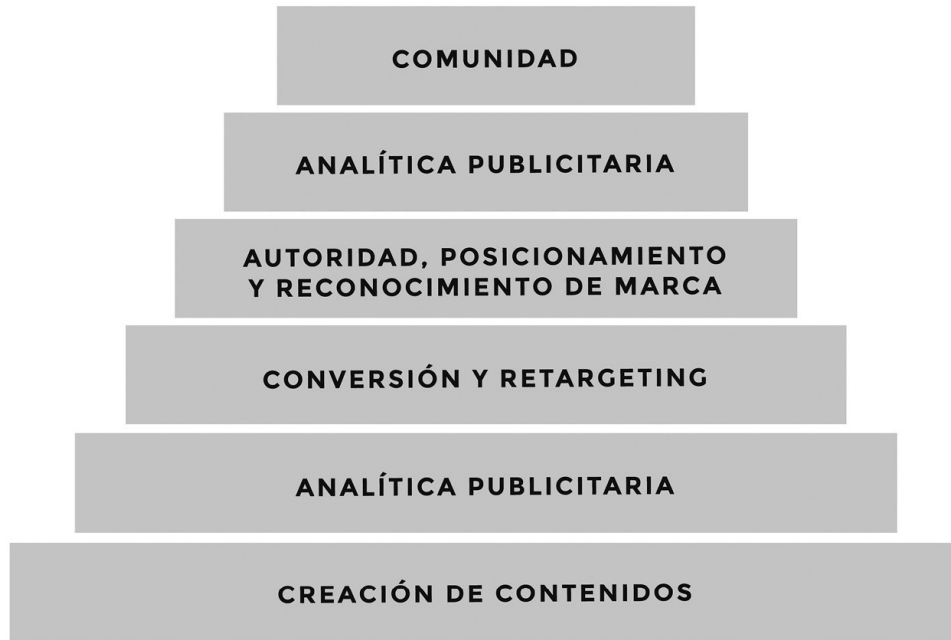 COMUNIDAD
ANALÍTICA PUBLICITARIA
AUTORIDAD, POSICIONAMIENTO
Y RECONOCIMIENTO DE MARCA
CONVERSIÓN Y RETARGETING
ANALÍTICA PUBLICITARIA
CREACIÓN DE CONTENIDOS